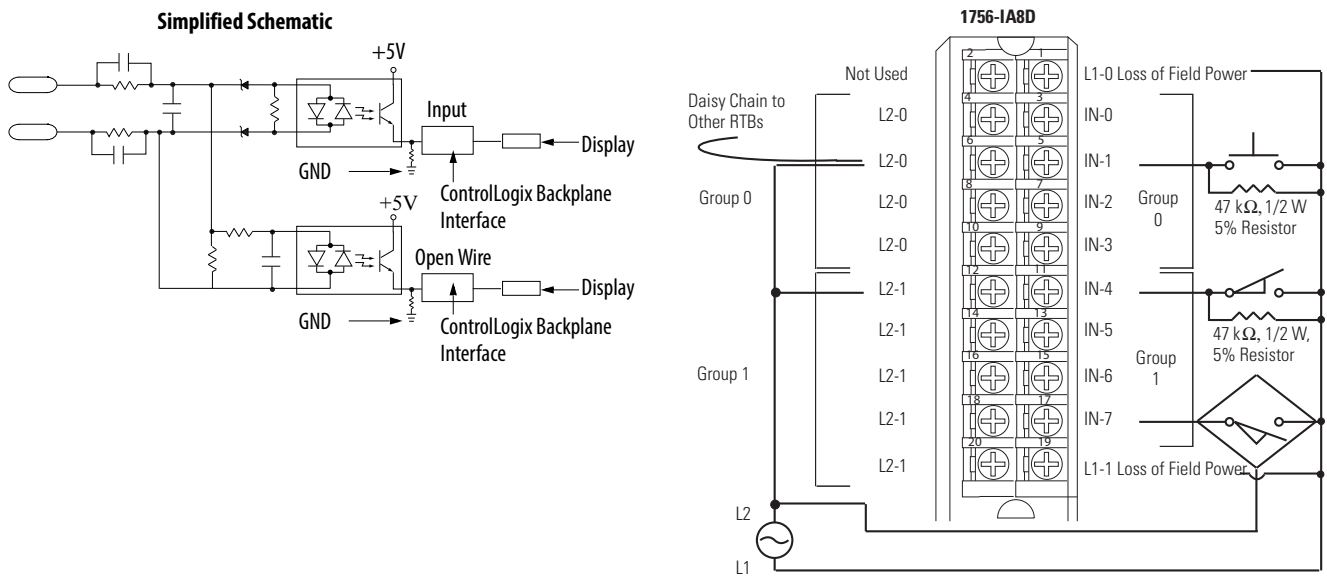 Simplified Schematic
+5V
Input
Display
GND
ControlLogix Backplane
Interface
+5V
Open Wire
Display
GND
ControlLogix Backplane
Interface
1756-IA8D
Not Used
2
1
L1-0 Loss of Field Power
Daisy Chain to
Other RTBs
L2-0
4
3
IN-0
L2-0
6
5
IN-1
Group 0
L2-0
8
7
IN-2
Group
0
47 kΩ, 1/2 W
5% Resistor
L2-0
10
9
IN-3
L2-1
12
11
IN-4
L2-1
14
13
IN-5
47 kΩ, 1/2 W,
5% Resistor
Group 1
L2-1
16
15
IN-6
Group
1
L2-1
18
17
IN-7
L2-1
20
19
L1-1 Loss of Field Power
L2
L1